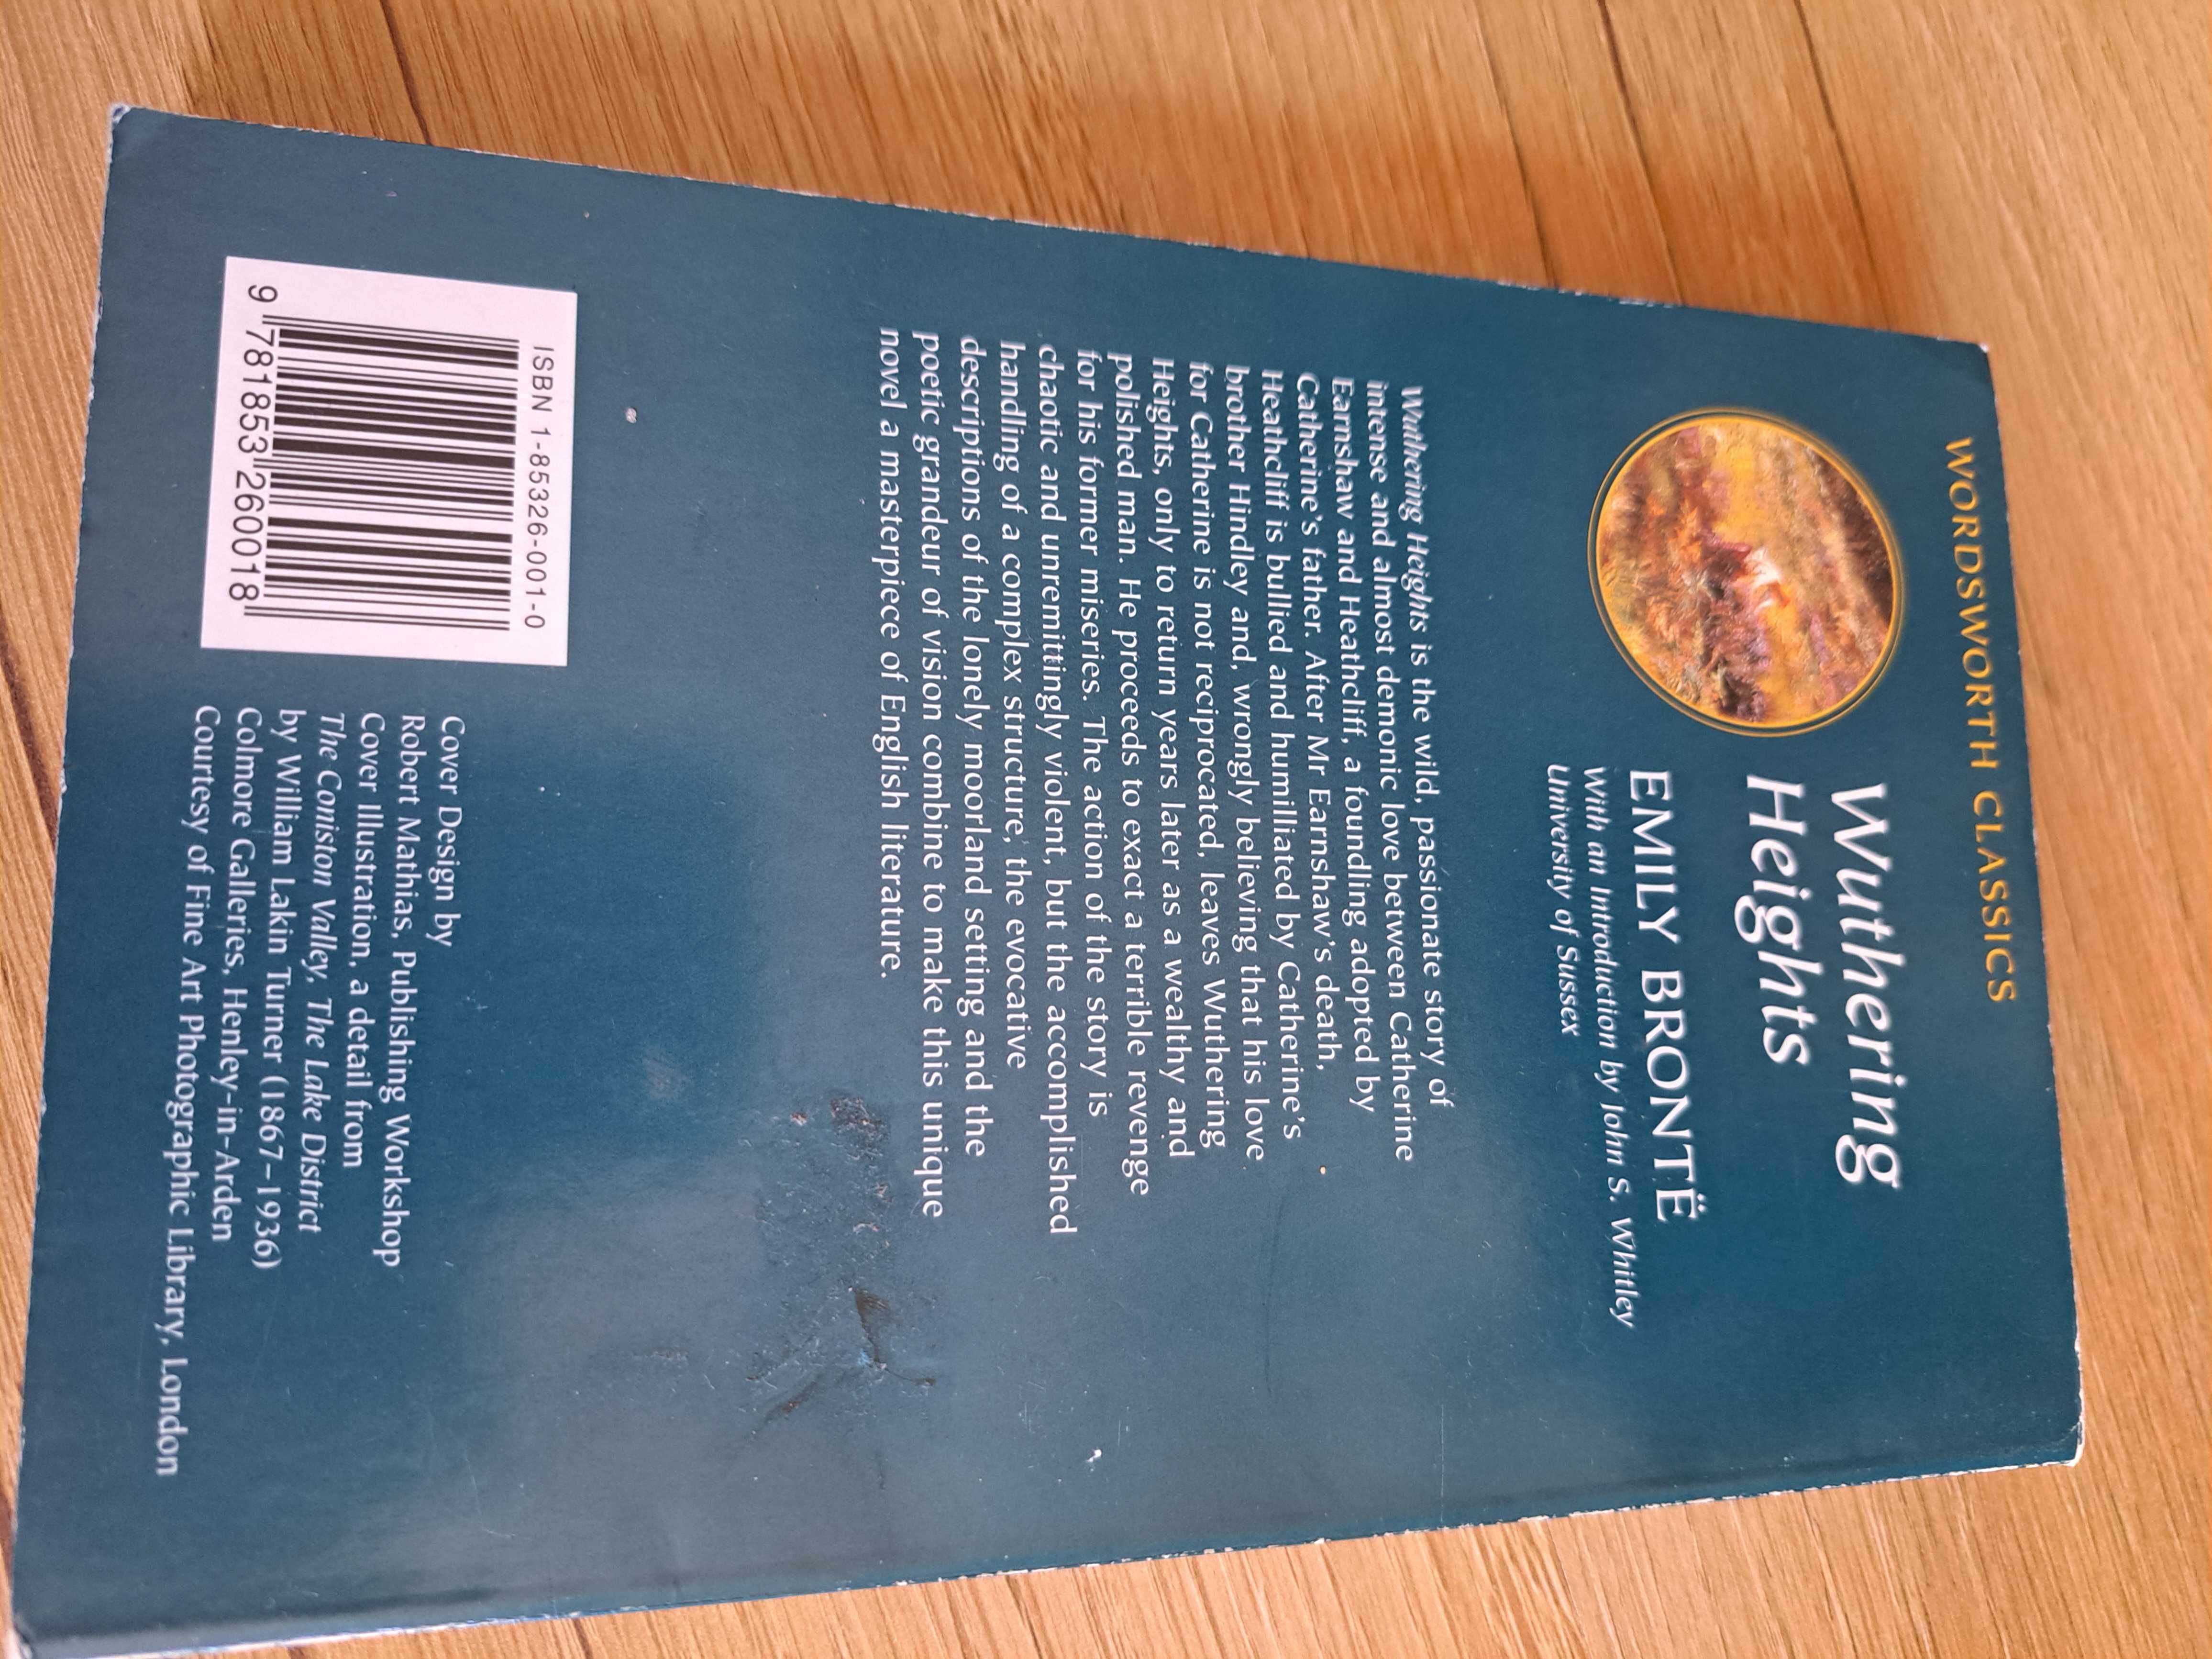 WORDSWORTH CLASSICS
Wuthering
Heights
EMILY BRONTË
With an Introduction by John S. Whitley
University of Sussex
Wuthering Heights is the wild, passionate story of
intense and almost demonic love between Catherine
Earnshaw and Heathcliff, a foundling adopted by
Catherine's father. After Mr Earnshaw's death,
Heathcliff is bullied and humiliated by Catherine's
brother Hindley and, wrongly believing that his love
for Catherine is not reciprocated, leaves Wuthering
Heights, only to return years later as a wealthy and
polished man. He proceeds to exact a terrible revenge
for his former miseries. The action of the story is
chaotic and unremittingly violent, but the accomplished
handling of a complex structure, the evocative
descriptions of the lonely moorland setting and the
poetic grandeur of vision combine to make this unique
novel a masterpiece of English literature.
ISBN 1-85326-001-0
9 781853 260018
Cover Design by
Robert Mathias, Publishing Workshop
Cover Illustration, a detail from
The Coniston Valley, The Lake District
by William Lakin Turner (1867–1936)
Colmore Galleries, Henley-in-Arden
Courtesy of Fine Art Photographic Library, London